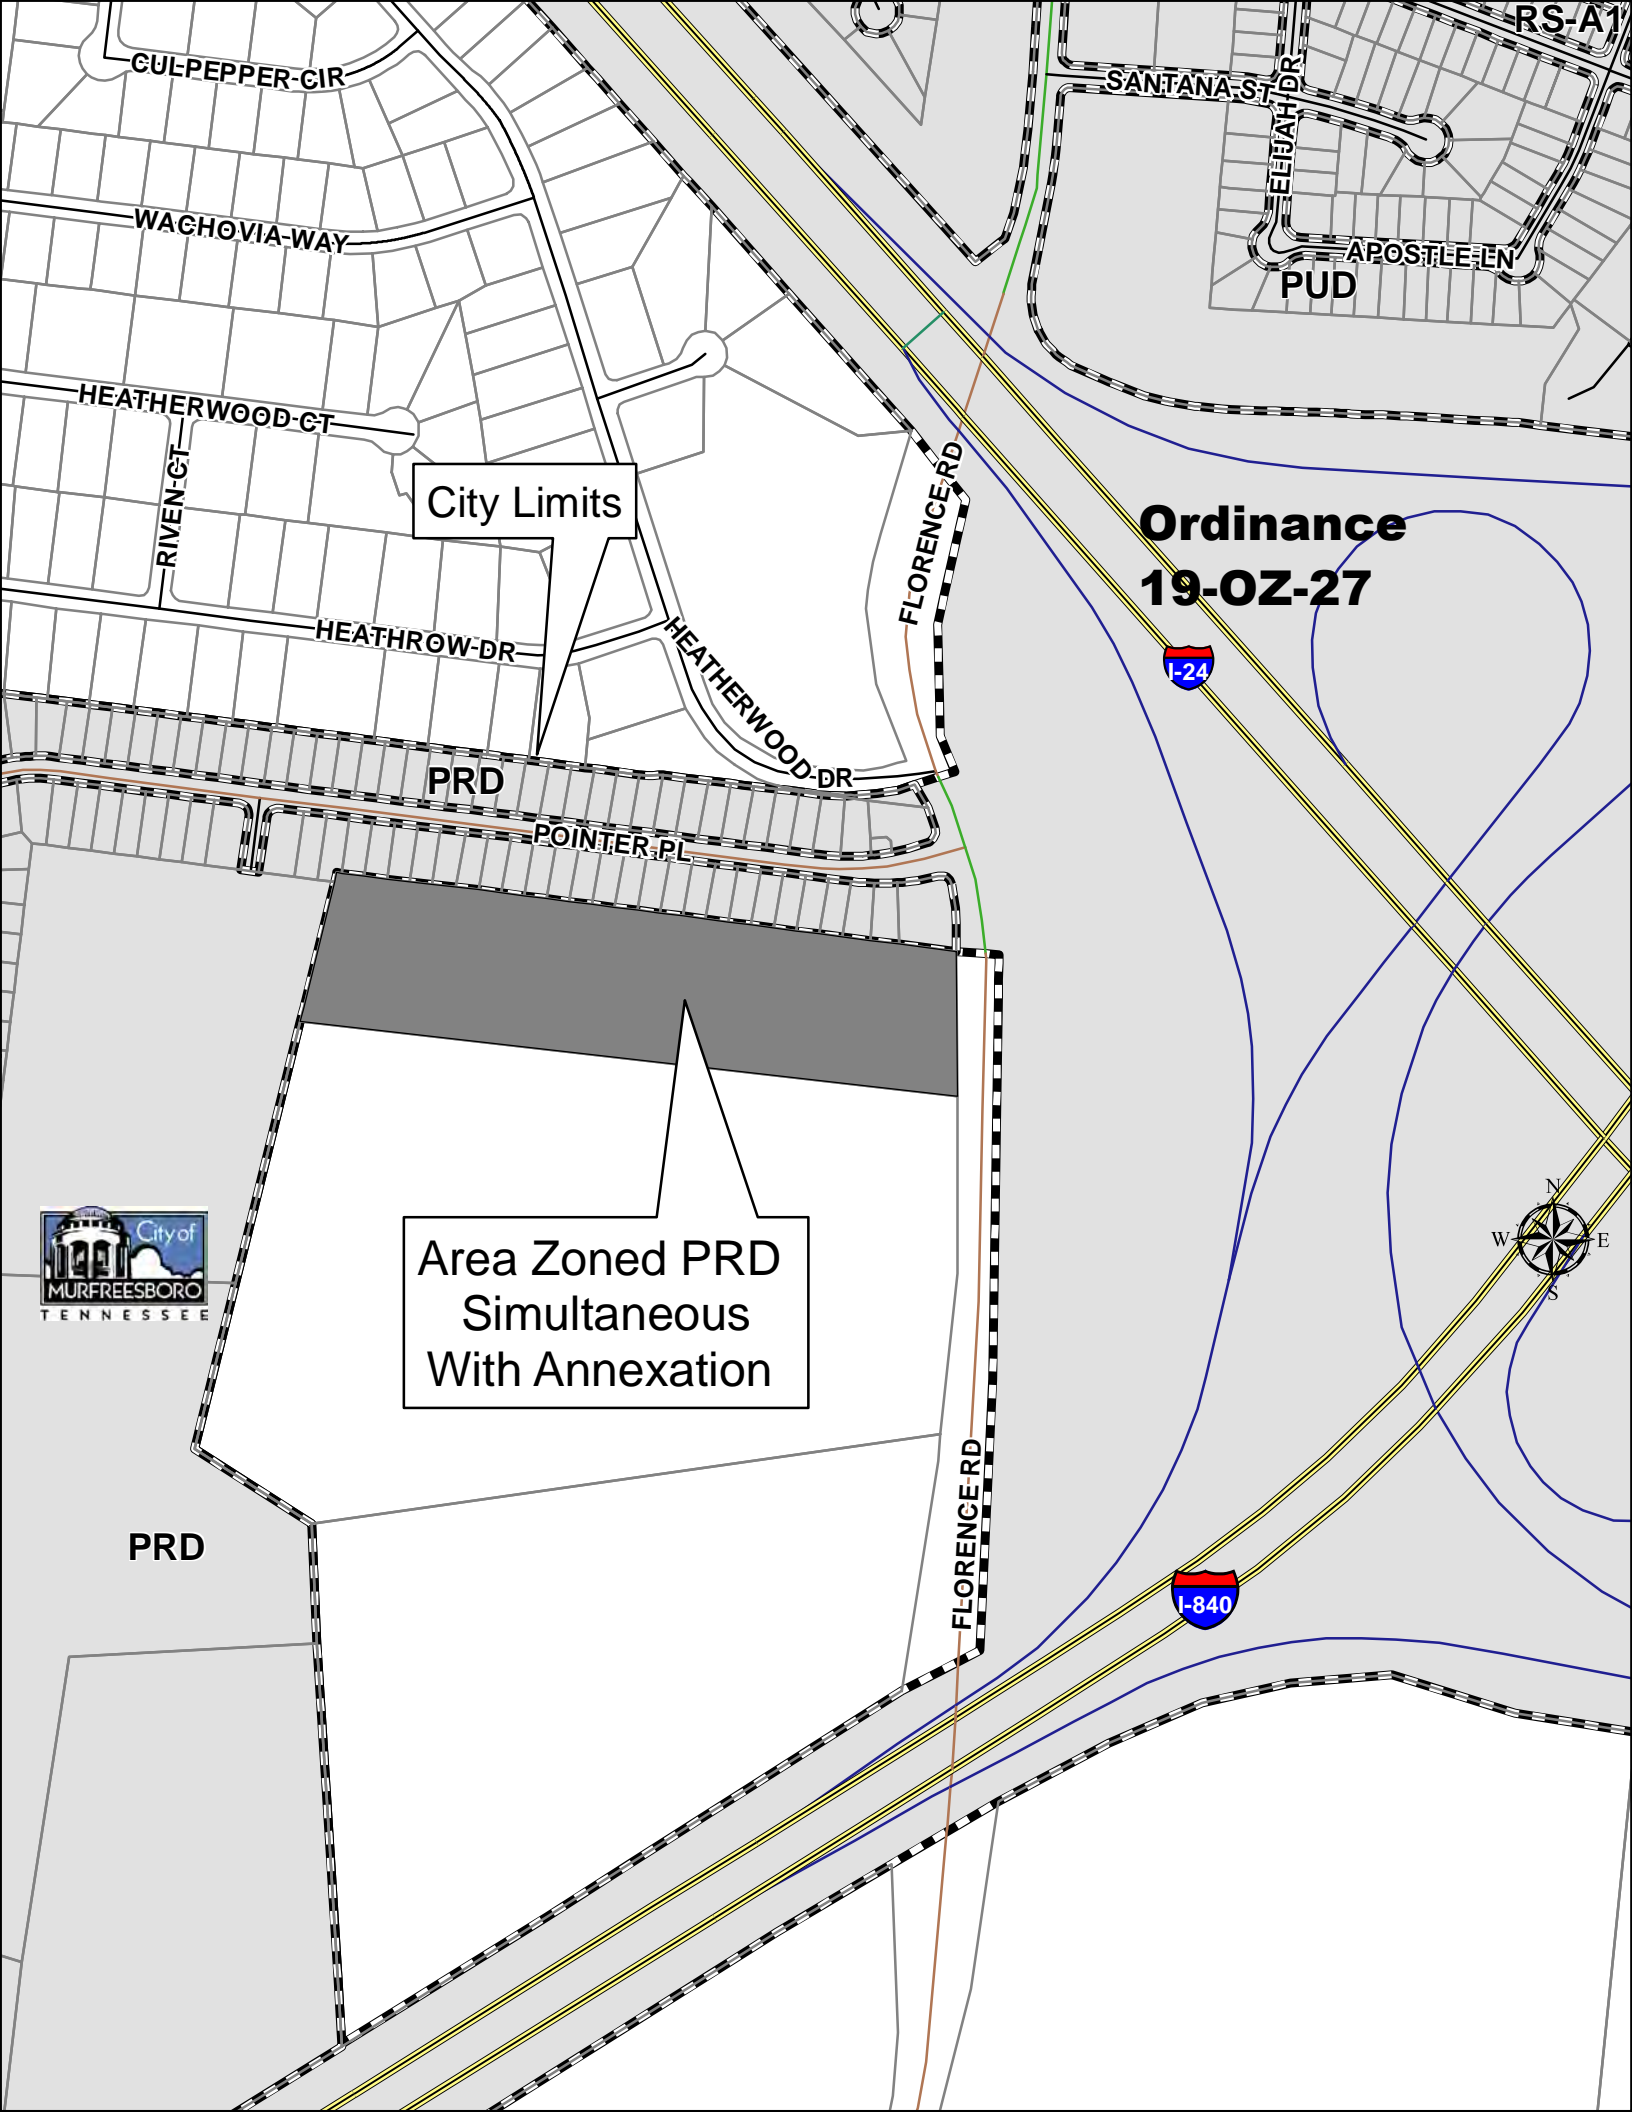 RS-A1
CULPEPPER CIR
SANTANA ST
ELIJAH DR
WACHOVIA WAY
APOSTLE LN
PUD
HEATHERWOOD CT
RIVEN CT
City Limits
FLORENCE RD
Ordinance
19-OZ-27
I-24
HEATHROW DR
HEATHERWOOD DR
PRD
POINTER PL
N
W
E
S
City of
MURFREESBORO
TENNESSEE
Area Zoned PRD
Simultaneous
With Annexation
FLORENCE RD
PRD
I-840